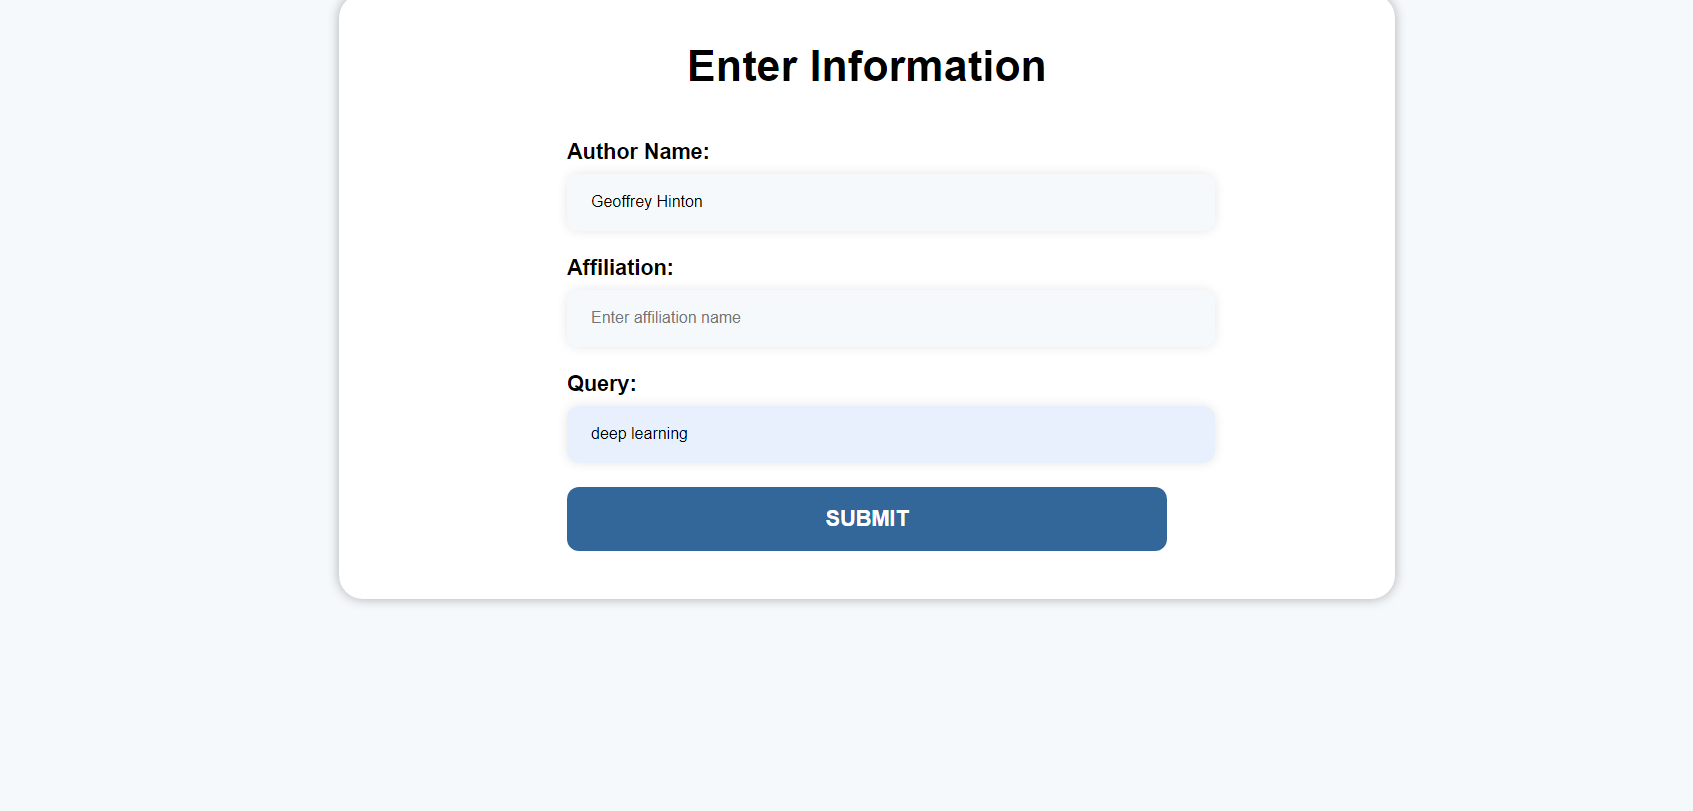 Enter Information
Author Name:
Geoffrey Hinton
Affiliation:
Enter affiliation name
Query:
deep learning
SUBMIT